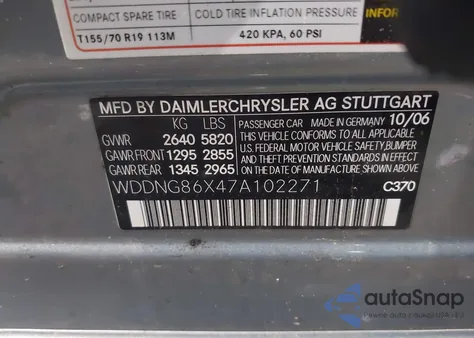 COMPACT SPARE TIRE COLD TIRE INFLATION PRESSURE INFOR
T155/70 R19 113M 420 KPA, 60 PSI
MFD BY DAIMLERCHRYSLER AG STUTTGART
KG LBS PASSENGER CAR MADE IN GERMANY 10/06
GVWR 2640 5820 THIS VEHICLE CONFORMS TO ALL APPLICABLE
GAWR FRONT 1295 2855 U.S. FEDERAL MOTOR VEHICLE SAFETY, BUMPER
GAWR REAR 1345 2965 AND THEFT PREVENTION STANDARDS IN EFFECT
ON THE DATE OF MANUFACTURE SHOWN ABOVE.
WDDNG86X47A102271 C370
autoSnap